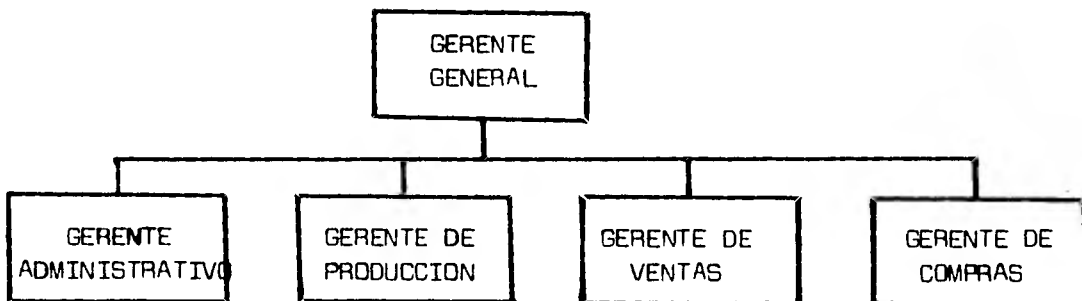 GERENTE
GENERAL
GERENTE
ADMINISTRATIVO
GERENTE DE
PRODUCCION
GERENTE DE
VENTAS
GERENTE DE
COMPRAS